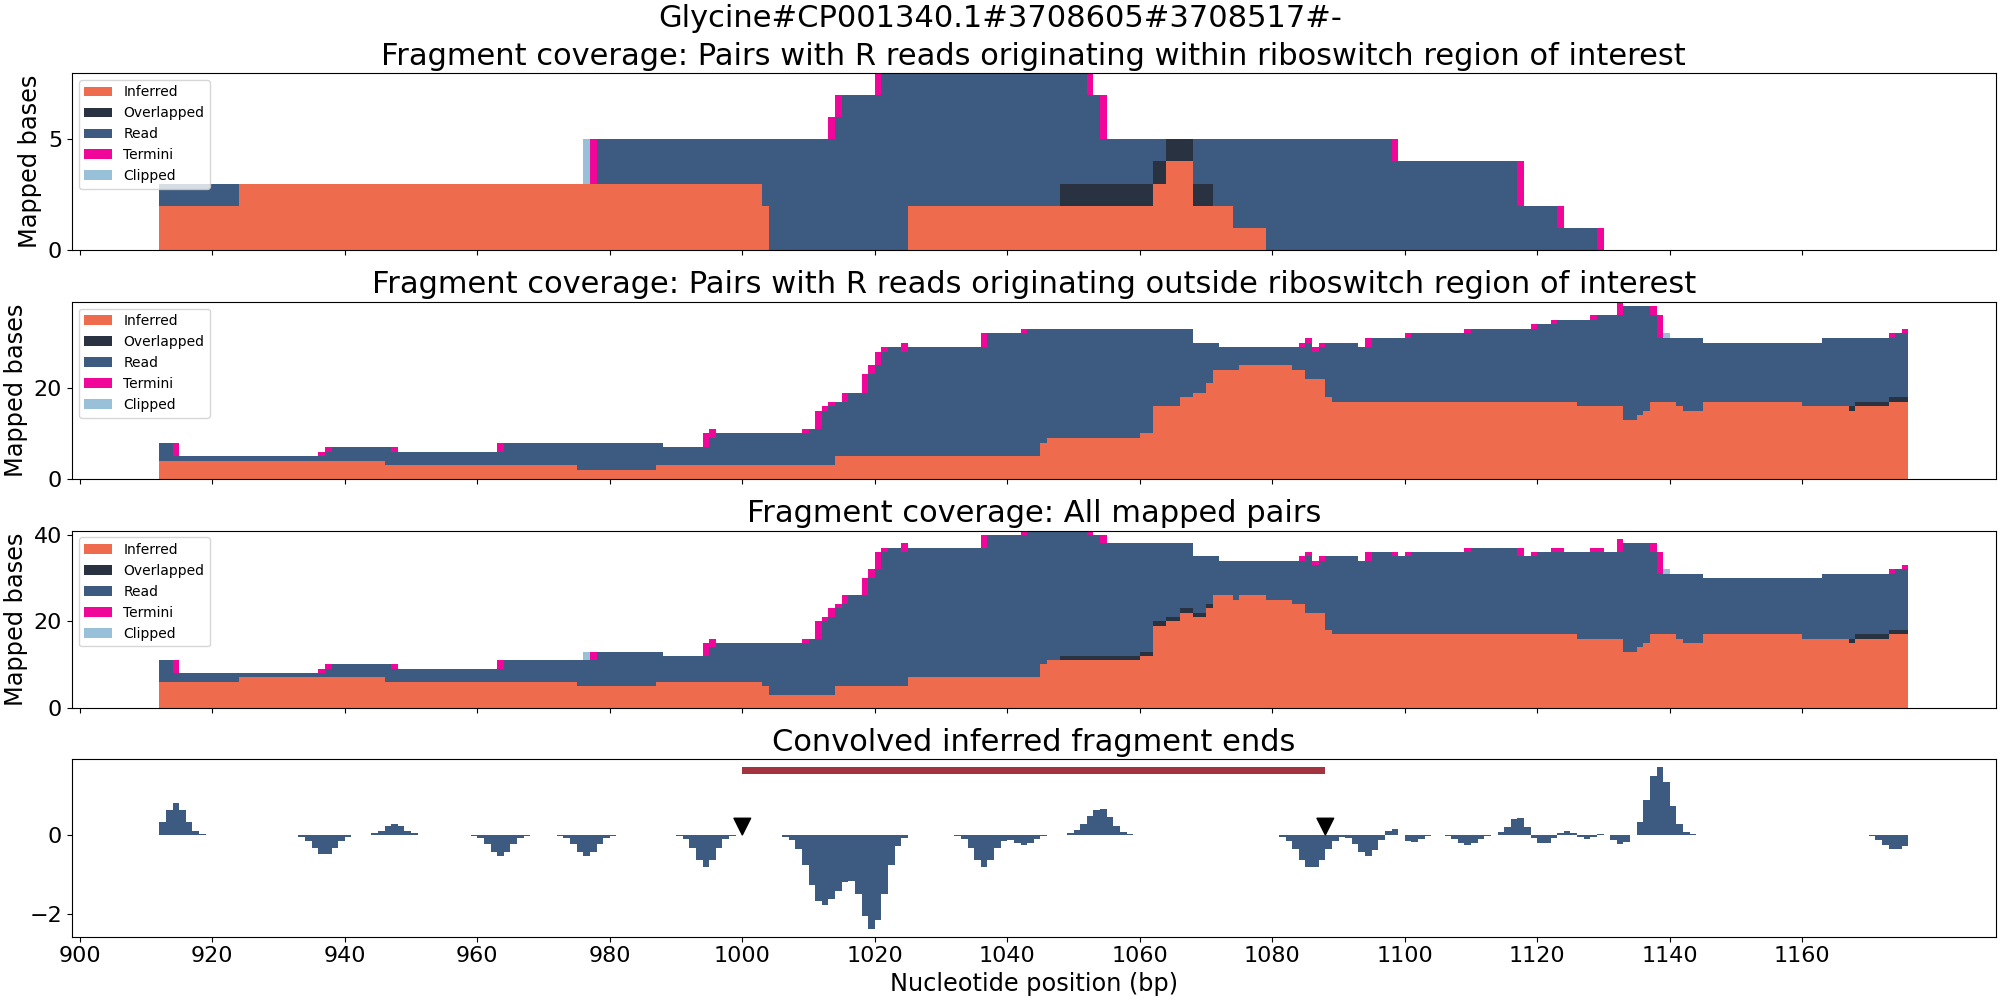 Glycine#CP001340.1#3708605#3708517#-
Fragment coverage: Pairs with R reads originating within riboswitch region of interest
Mapped bases
5
0
Inferred
Overlapped
Read
Termini
Clipped
Fragment coverage: Pairs with R reads originating outside riboswitch region of interest
Mapped bases
20
0
Inferred
Overlapped
Read
Termini
Clipped
Fragment coverage: All mapped pairs
Mapped bases
40
20
0
Inferred
Overlapped
Read
Termini
Clipped
Convolved inferred fragment ends
0
−2
900 920 940 960 980 1000 1020 1040 1060 1080 1100 1120 1140 1160
Nucleotide position (bp)